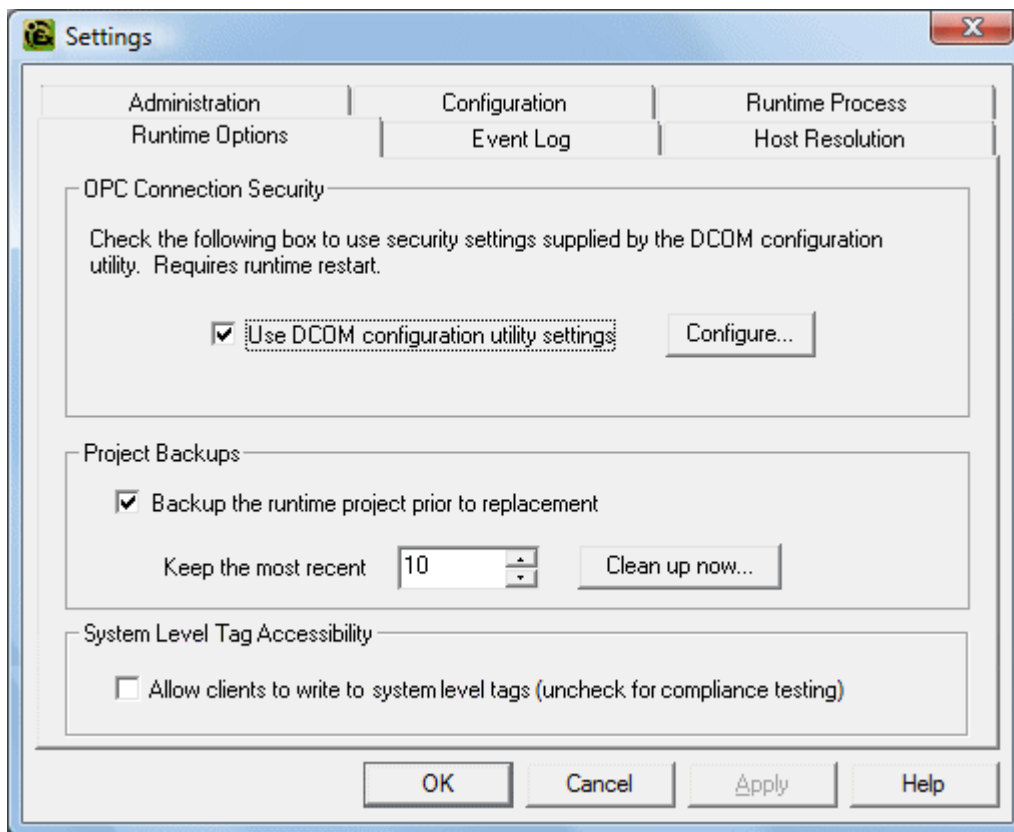 Settings
Administration
Configuration
Runtime Process
Runtime Options
Event Log
Host Resolution
OPC Connection Security
Check the following box to use security settings supplied by the DCOM configuration
utility.  Requires runtime restart.
Use DCOM configuration utility settings
Configure...
Project Backups
Backup the runtime project prior to replacement
Keep the most recent
10
Clean up now...
System Level Tag Accessibility
Allow clients to write to system level tags (uncheck for compliance testing)
OK
Cancel
Apply
Help